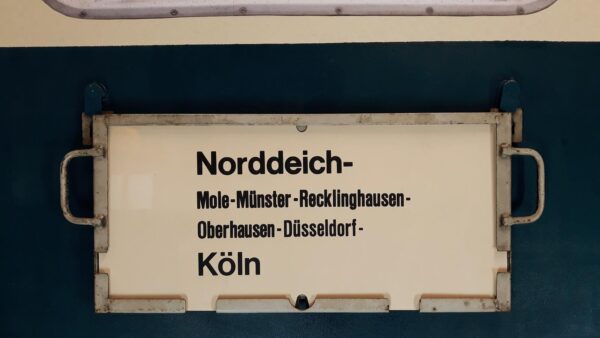 Norddeich-
Mole-Münster-Recklinghausen-
Oberhausen-Düsseldorf-
Köln